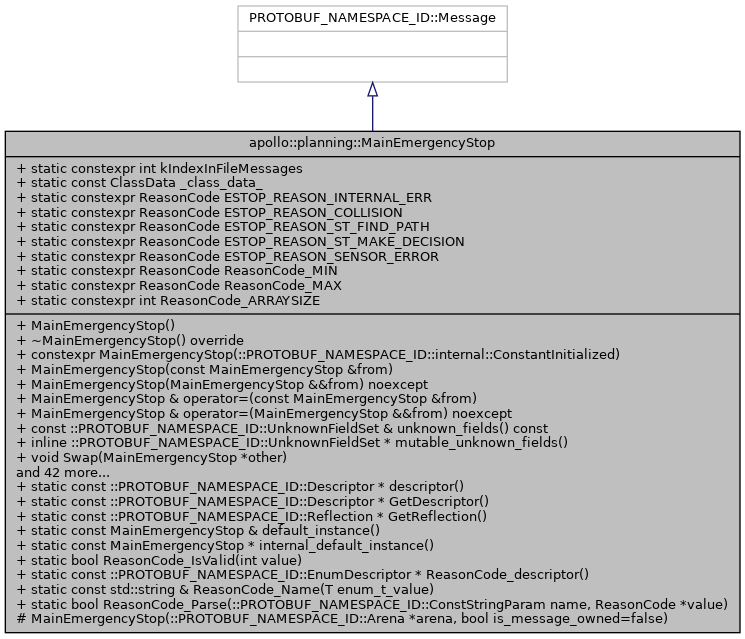 PROTOBUF_NAMESPACE_ID::Message
apollo::planning::MainEmergencyStop
+ static constexpr int kIndexInFileMessages
+ static const ClassData _class_data_
+ static constexpr ReasonCode ESTOP_REASON_INTERNAL_ERR
+ static constexpr ReasonCode ESTOP_REASON_COLLISION
+ static constexpr ReasonCode ESTOP_REASON_ST_FIND_PATH
+ static constexpr ReasonCode ESTOP_REASON_ST_MAKE_DECISION
+ static constexpr ReasonCode ESTOP_REASON_SENSOR_ERROR
+ static constexpr ReasonCode ReasonCode_MIN
+ static constexpr ReasonCode ReasonCode_MAX
+ static constexpr int ReasonCode_ARRAYSIZE
+ MainEmergencyStop()
+ ~MainEmergencyStop() override
+ constexpr MainEmergencyStop(::PROTOBUF_NAMESPACE_ID::internal::ConstantInitialized)
+ MainEmergencyStop(const MainEmergencyStop &from)
+ MainEmergencyStop(MainEmergencyStop &&from) noexcept
+ MainEmergencyStop & operator=(const MainEmergencyStop &from)
+ MainEmergencyStop & operator=(MainEmergencyStop &&from) noexcept
+ const ::PROTOBUF_NAMESPACE_ID::UnknownFieldSet & unknown_fields() const
+ inline ::PROTOBUF_NAMESPACE_ID::UnknownFieldSet * mutable_unknown_fields()
+ void Swap(MainEmergencyStop *other)
and 42 more...
+ static const ::PROTOBUF_NAMESPACE_ID::Descriptor * descriptor()
+ static const ::PROTOBUF_NAMESPACE_ID::Descriptor * GetDescriptor()
+ static const ::PROTOBUF_NAMESPACE_ID::Reflection * GetReflection()
+ static const MainEmergencyStop & default_instance()
+ static const MainEmergencyStop * internal_default_instance()
+ static bool ReasonCode_IsValid(int value)
+ static const ::PROTOBUF_NAMESPACE_ID::EnumDescriptor * ReasonCode_descriptor()
+ static const std::string & ReasonCode_Name(T enum_t_value)
+ static bool ReasonCode_Parse(::PROTOBUF_NAMESPACE_ID::ConstStringParam name, ReasonCode *value)
# MainEmergencyStop(::PROTOBUF_NAMESPACE_ID::Arena *arena, bool is_message_owned=false)